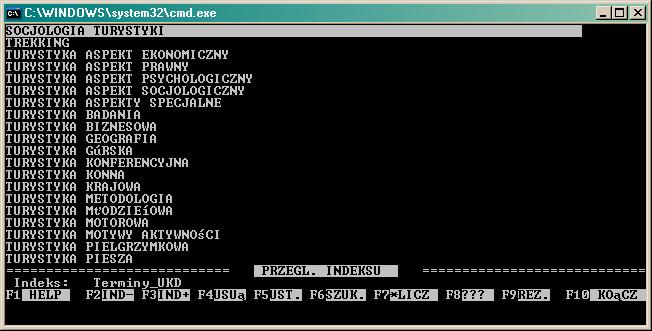 C:\WINDOWS\system32\cmd.exe
SOCJOLOGIA TURYSTYKI
TREKKING
TURYSTYKA ASPEKT EKONOMICZNY
TURYSTYKA ASPEKT PRAWNY
TURYSTYKA ASPEKT PSYCHOLOGICZNY
TURYSTYKA ASPEKT SOCJOLOGICZNY
TURYSTYKA ASPEKTY SPECJALNE
TURYSTYKA BADANIA
TURYSTYKA BIZNESOWA
TURYSTYKA GEOGRAFIA
TURYSTYKA GóRSKA
TURYSTYKA KONFERENCYJNA
TURYSTYKA KONNA
TURYSTYKA KRAJOWA
TURYSTYKA METODOLOGIA
TURYSTYKA MŁODZIEíOWA
TURYSTYKA MOTOROWA
TURYSTYKA MOTYWY AKTYWNOśCI
TURYSTYKA PIELGRZYMKOWA
TURYSTYKA PIESZA
PRZEGL. INDEKSU
Indeks: Terminy_UKD
F1 HELP F2 IND- F3 IND+ F4 USUą F5 UST. F6 SZUK. F7 *LICZ F8 ??? F9 REZ. F10 KOąCZ